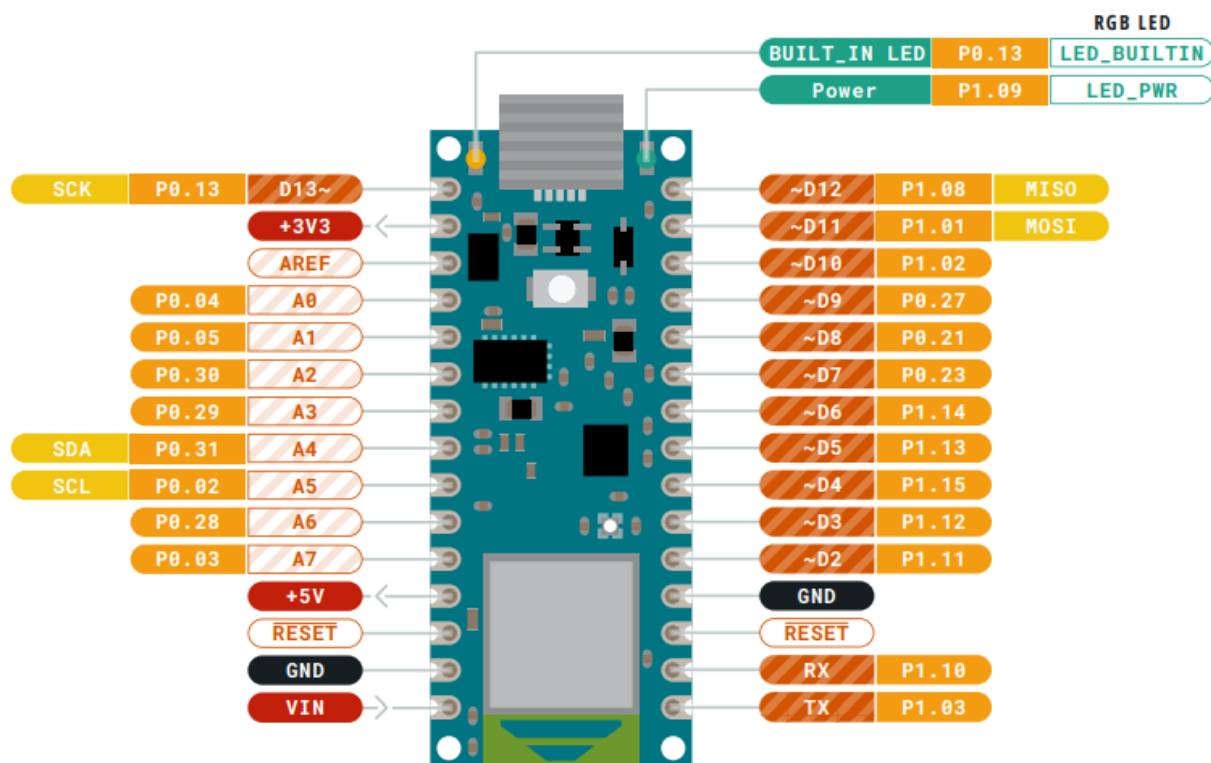 RGB LED
BUILT_IN LED P0.13 LED_BUILTIN
Power P1.09 LED_PWR
SCK P0.13 D13~ ~D12 P1.08 MISO
+3V3 ~D11 P1.01 MOSI
AREF ~D10 P1.02
P0.04 A0 ~D9 P0.27
P0.05 A1 ~D8 P0.21
P0.30 A2 ~D7 P0.23
P0.29 A3 ~D6 P1.14
SDA P0.31 A4 ~D5 P1.13
SCL P0.02 A5 ~D4 P1.15
P0.28 A6 ~D3 P1.12
P0.03 A7 ~D2 P1.11
+5V GND
RESET RESET
GND RX P1.10
VIN TX P1.03